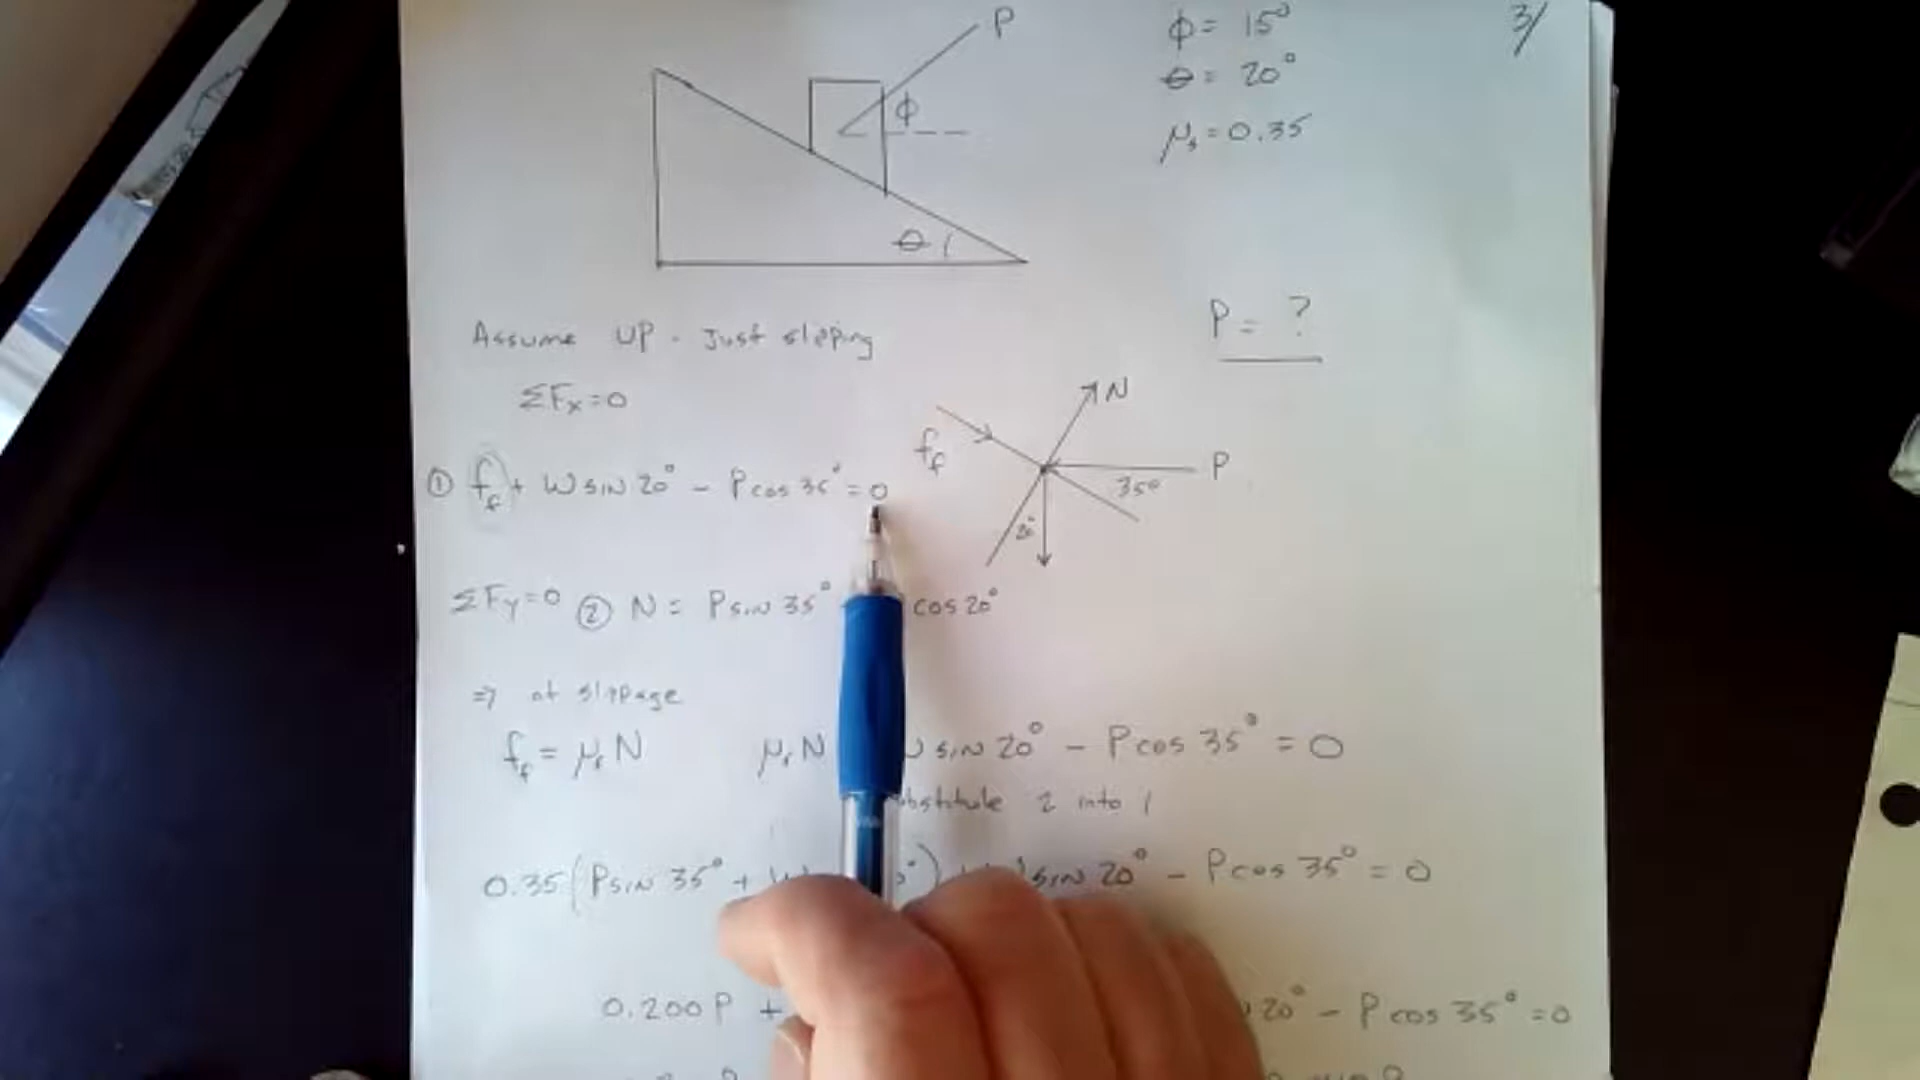 P
ϕ = 15°
3/
ϕ
θ = 20°
μs = 0.35
θ
P = ?
Assume UP - Just slipping
ΣFx = 0
N
ff
P
35°
20°
① ff + W sin 20° - P cos 35° = 0
ΣFy = 0 ② N = P sin 35° cos 20°
⇒ at slippage
ff = μs N
μs N sin 20° - P cos 35° = 0
2 into 1
0.35 (P sin 35° + W °) sin 20° - P cos 35° = 0
0.200 P + 20° - P cos 35° = 0